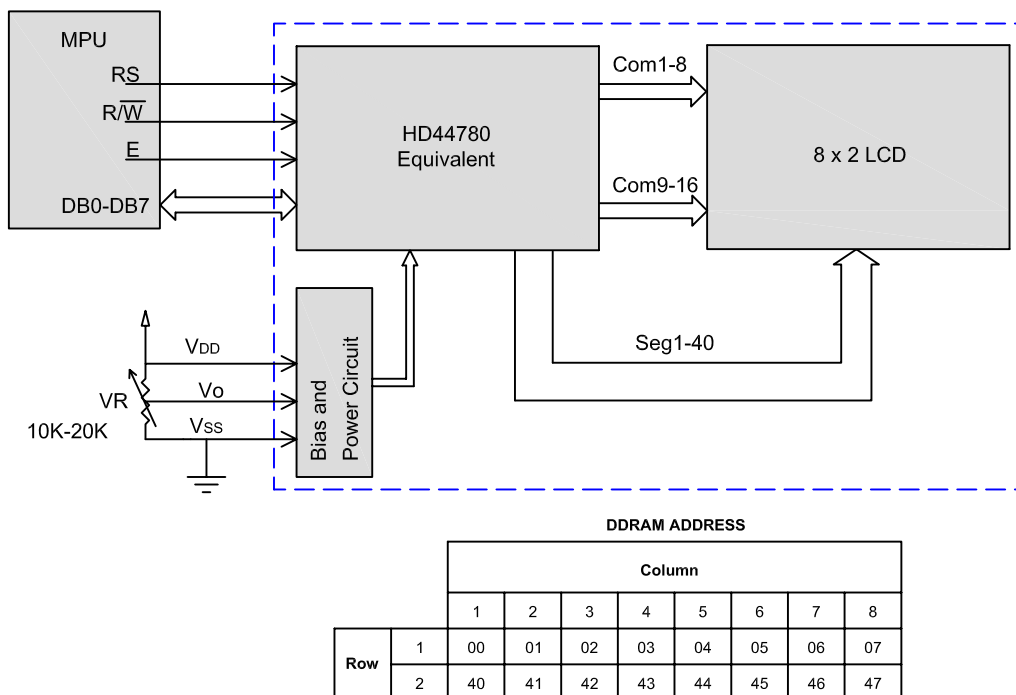 MPU
RS
R/W̅
E
DB0-DB7
HD44780
Equivalent
Com1-8
Com9-16
8 x 2 LCD
Seg1-40
Bias and
Power Circuit
VDD
Vo
VSS
VR
10K-20K
DDRAM ADDRESS
Column
1 2 3 4 5 6 7 8
Row
1 00 01 02 03 04 05 06 07
2 40 41 42 43 44 45 46 47